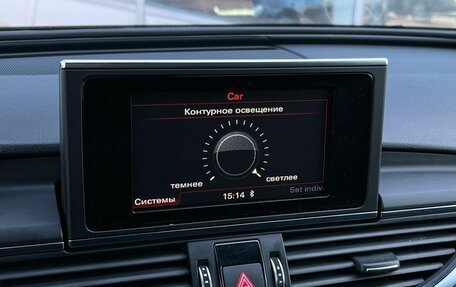 Car
Контурное освещение
темнее светлее
Системы 15:14 Set indiv.